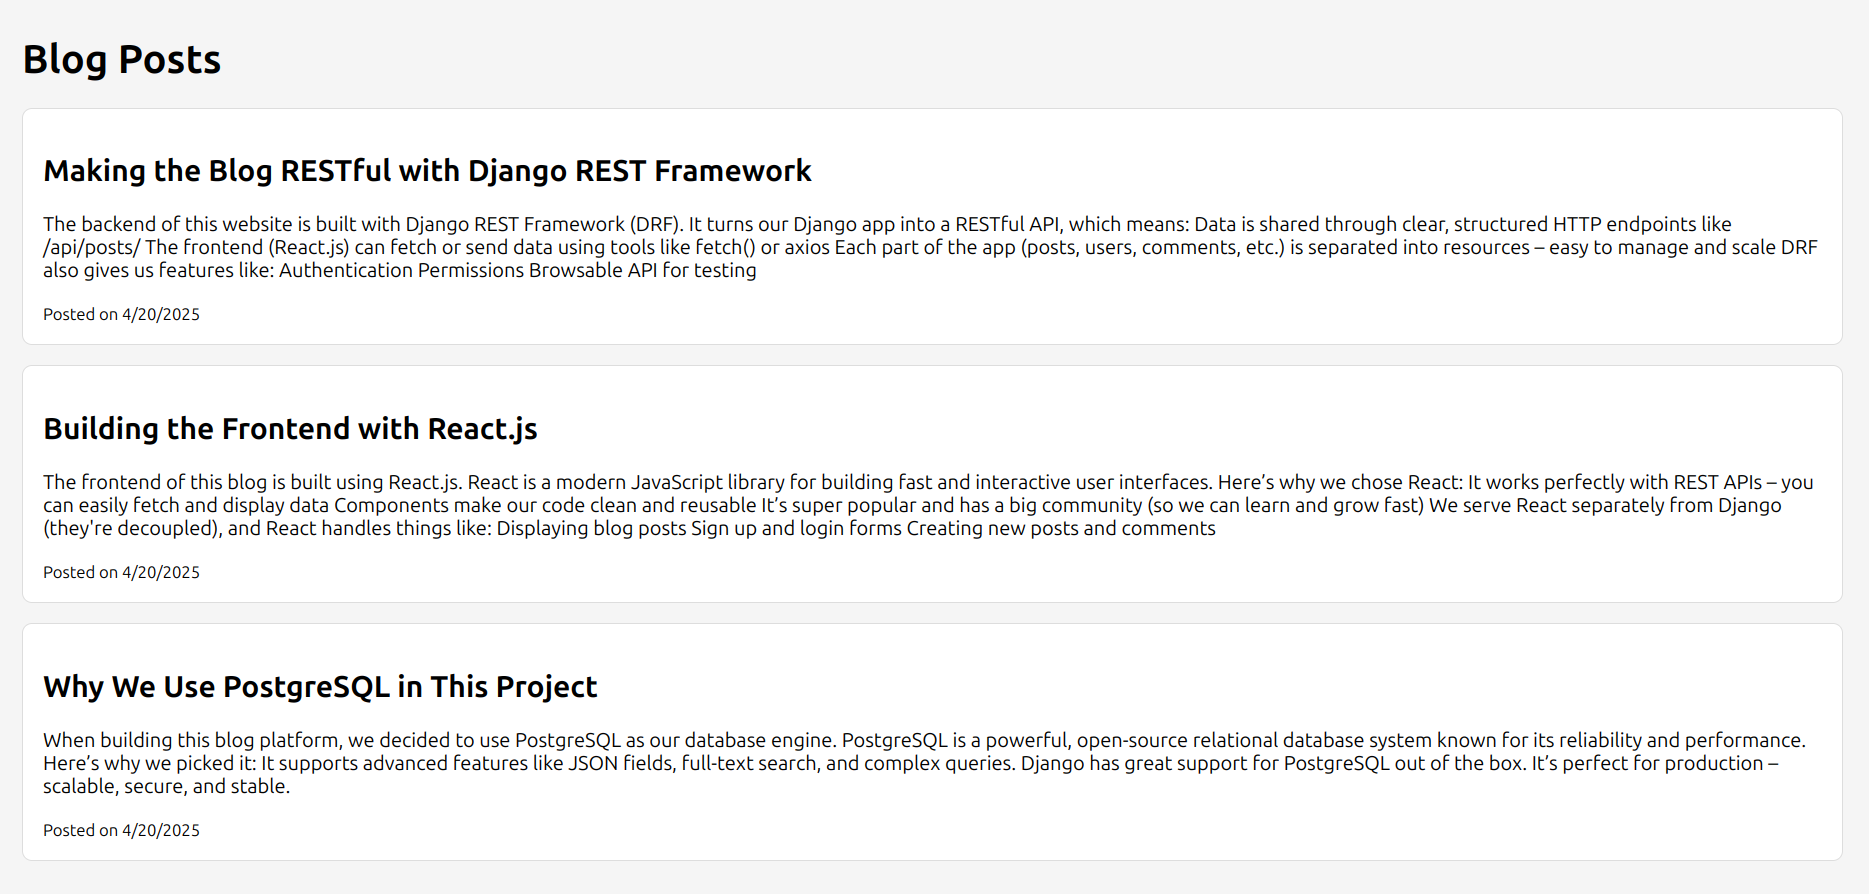 Blog Posts
Making the Blog RESTful with Django REST Framework
The backend of this website is built with Django REST Framework (DRF). It turns our Django app into a RESTful API, which means: Data is shared through clear, structured HTTP endpoints like
/api/posts/ The frontend (React.js) can fetch or send data using tools like fetch() or axios Each part of the app (posts, users, comments, etc.) is separated into resources – easy to manage and scale DRF
also gives us features like: Authentication Permissions Browsable API for testing
Posted on 4/20/2025
Building the Frontend with React.js
The frontend of this blog is built using React.js. React is a modern JavaScript library for building fast and interactive user interfaces. Here’s why we chose React: It works perfectly with REST APIs – you
can easily fetch and display data Components make our code clean and reusable It’s super popular and has a big community (so we can learn and grow fast) We serve React separately from Django
(they're decoupled), and React handles things like: Displaying blog posts Sign up and login forms Creating new posts and comments
Posted on 4/20/2025
Why We Use PostgreSQL in This Project
When building this blog platform, we decided to use PostgreSQL as our database engine. PostgreSQL is a powerful, open-source relational database system known for its reliability and performance.
Here’s why we picked it: It supports advanced features like JSON fields, full-text search, and complex queries. Django has great support for PostgreSQL out of the box. It’s perfect for production –
scalable, secure, and stable.
Posted on 4/20/2025